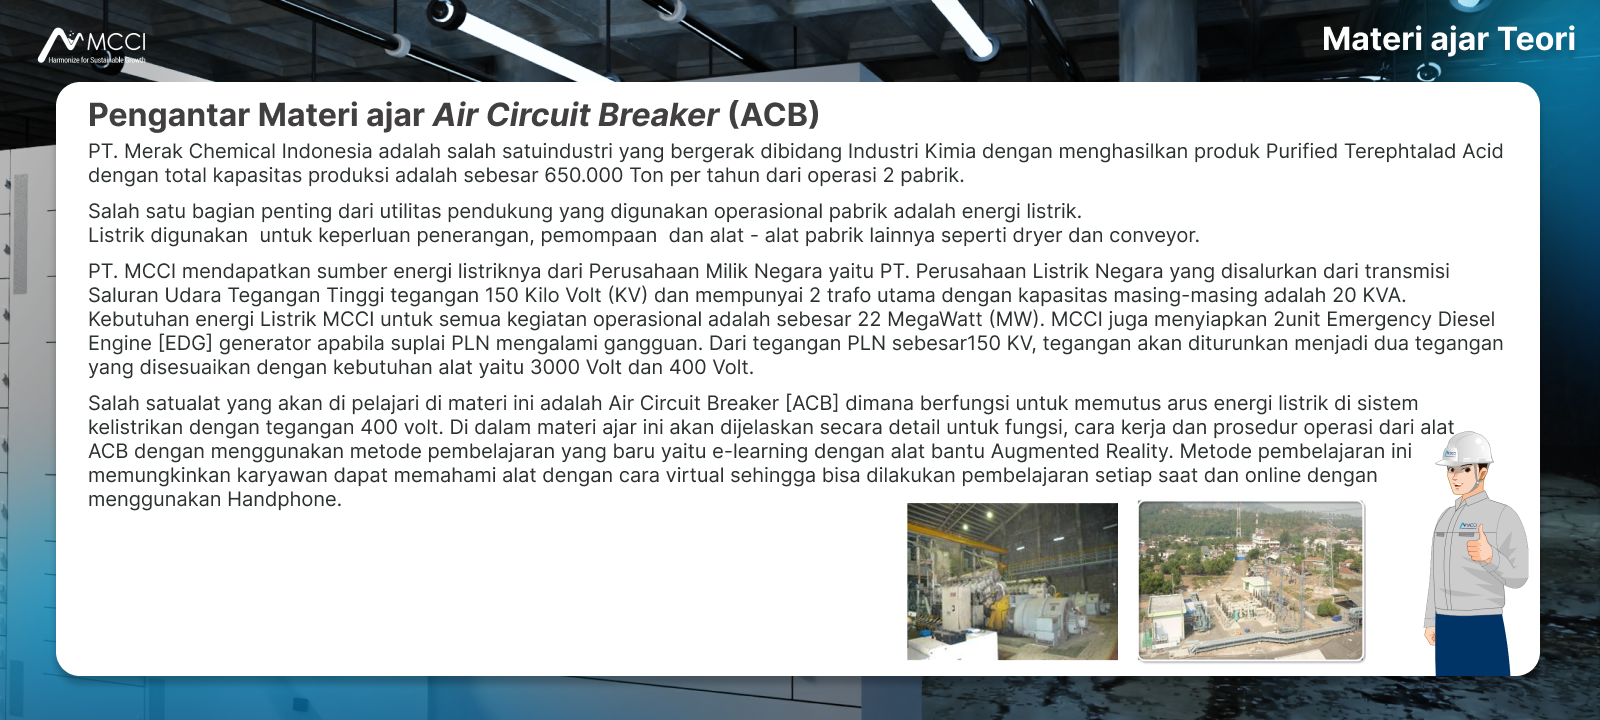 MCCI
Harmonize for Sustainable Growth
Materi ajar Teori
Pengantar Materi ajar Air Circuit Breaker (ACB)
PT. Merak Chemical Indonesia adalah salah satuindustri yang bergerak dibidang Industri Kimia dengan menghasilkan produk Purified Terephtalad Acid
dengan total kapasitas produksi adalah sebesar 650.000 Ton per tahun dari operasi 2 pabrik.
Salah satu bagian penting dari utilitas pendukung yang digunakan operasional pabrik adalah energi listrik.
Listrik digunakan  untuk keperluan penerangan, pemompaan  dan alat - alat pabrik lainnya seperti dryer dan conveyor.
PT. MCCI mendapatkan sumber energi listriknya dari Perusahaan Milik Negara yaitu PT. Perusahaan Listrik Negara yang disalurkan dari transmisi
Saluran Udara Tegangan Tinggi tegangan 150 Kilo Volt (KV) dan mempunyai 2 trafo utama dengan kapasitas masing-masing adalah 20 KVA.
Kebutuhan energi Listrik MCCI untuk semua kegiatan operasional adalah sebesar 22 MegaWatt (MW). MCCI juga menyiapkan 2unit Emergency Diesel
Engine [EDG] generator apabila suplai PLN mengalami gangguan. Dari tegangan PLN sebesar150 KV, tegangan akan diturunkan menjadi dua tegangan
yang disesuaikan dengan kebutuhan alat yaitu 3000 Volt dan 400 Volt.
Salah satualat yang akan di pelajari di materi ini adalah Air Circuit Breaker [ACB] dimana berfungsi untuk memutus arus energi listrik di sistem
kelistrikan dengan tegangan 400 volt. Di dalam materi ajar ini akan dijelaskan secara detail untuk fungsi, cara kerja dan prosedur operasi dari alat
ACB dengan menggunakan metode pembelajaran yang baru yaitu e-learning dengan alat bantu Augmented Reality. Metode pembelajaran ini
memungkinkan karyawan dapat memahami alat dengan cara virtual sehingga bisa dilakukan pembelajaran setiap saat dan online dengan
menggunakan Handphone.
MCCI